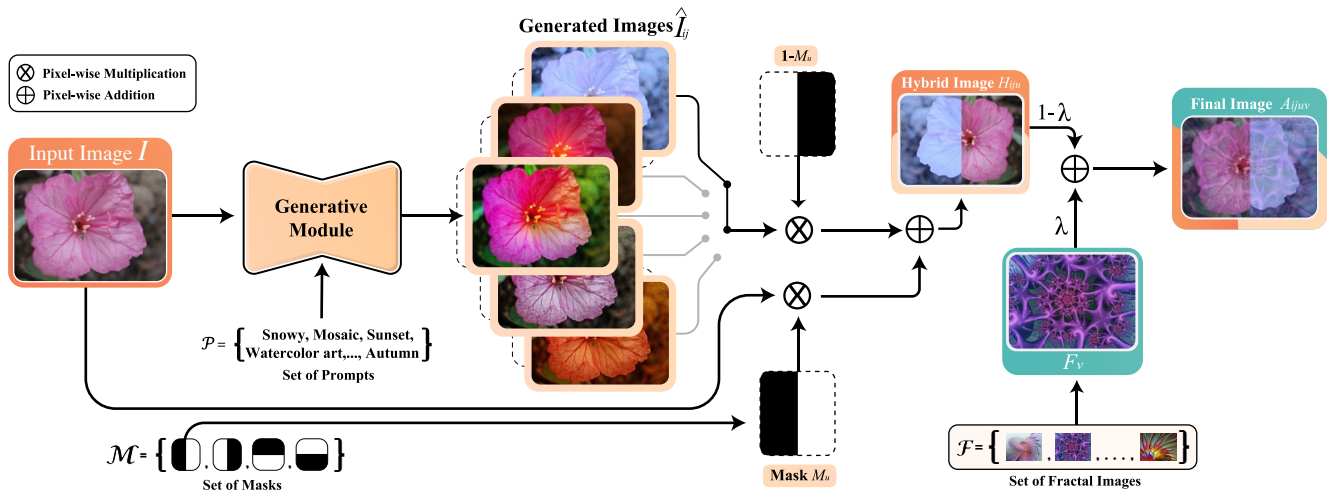 Pixel-wise Multiplication
Pixel-wise Addition
Input Image I
Generative
Module
P = { Snowy, Mosaic, Sunset,
Watercolor art,..., Autumn }
Set of Prompts
Generated Images Î_ij
1-M_u
Hybrid Image H_iju
1-λ
λ
Final Image A_ijuv
F_v
M = { , , , }
Set of Masks
Mask M_u
F = { , , . . . . , }
Set of Fractal Images